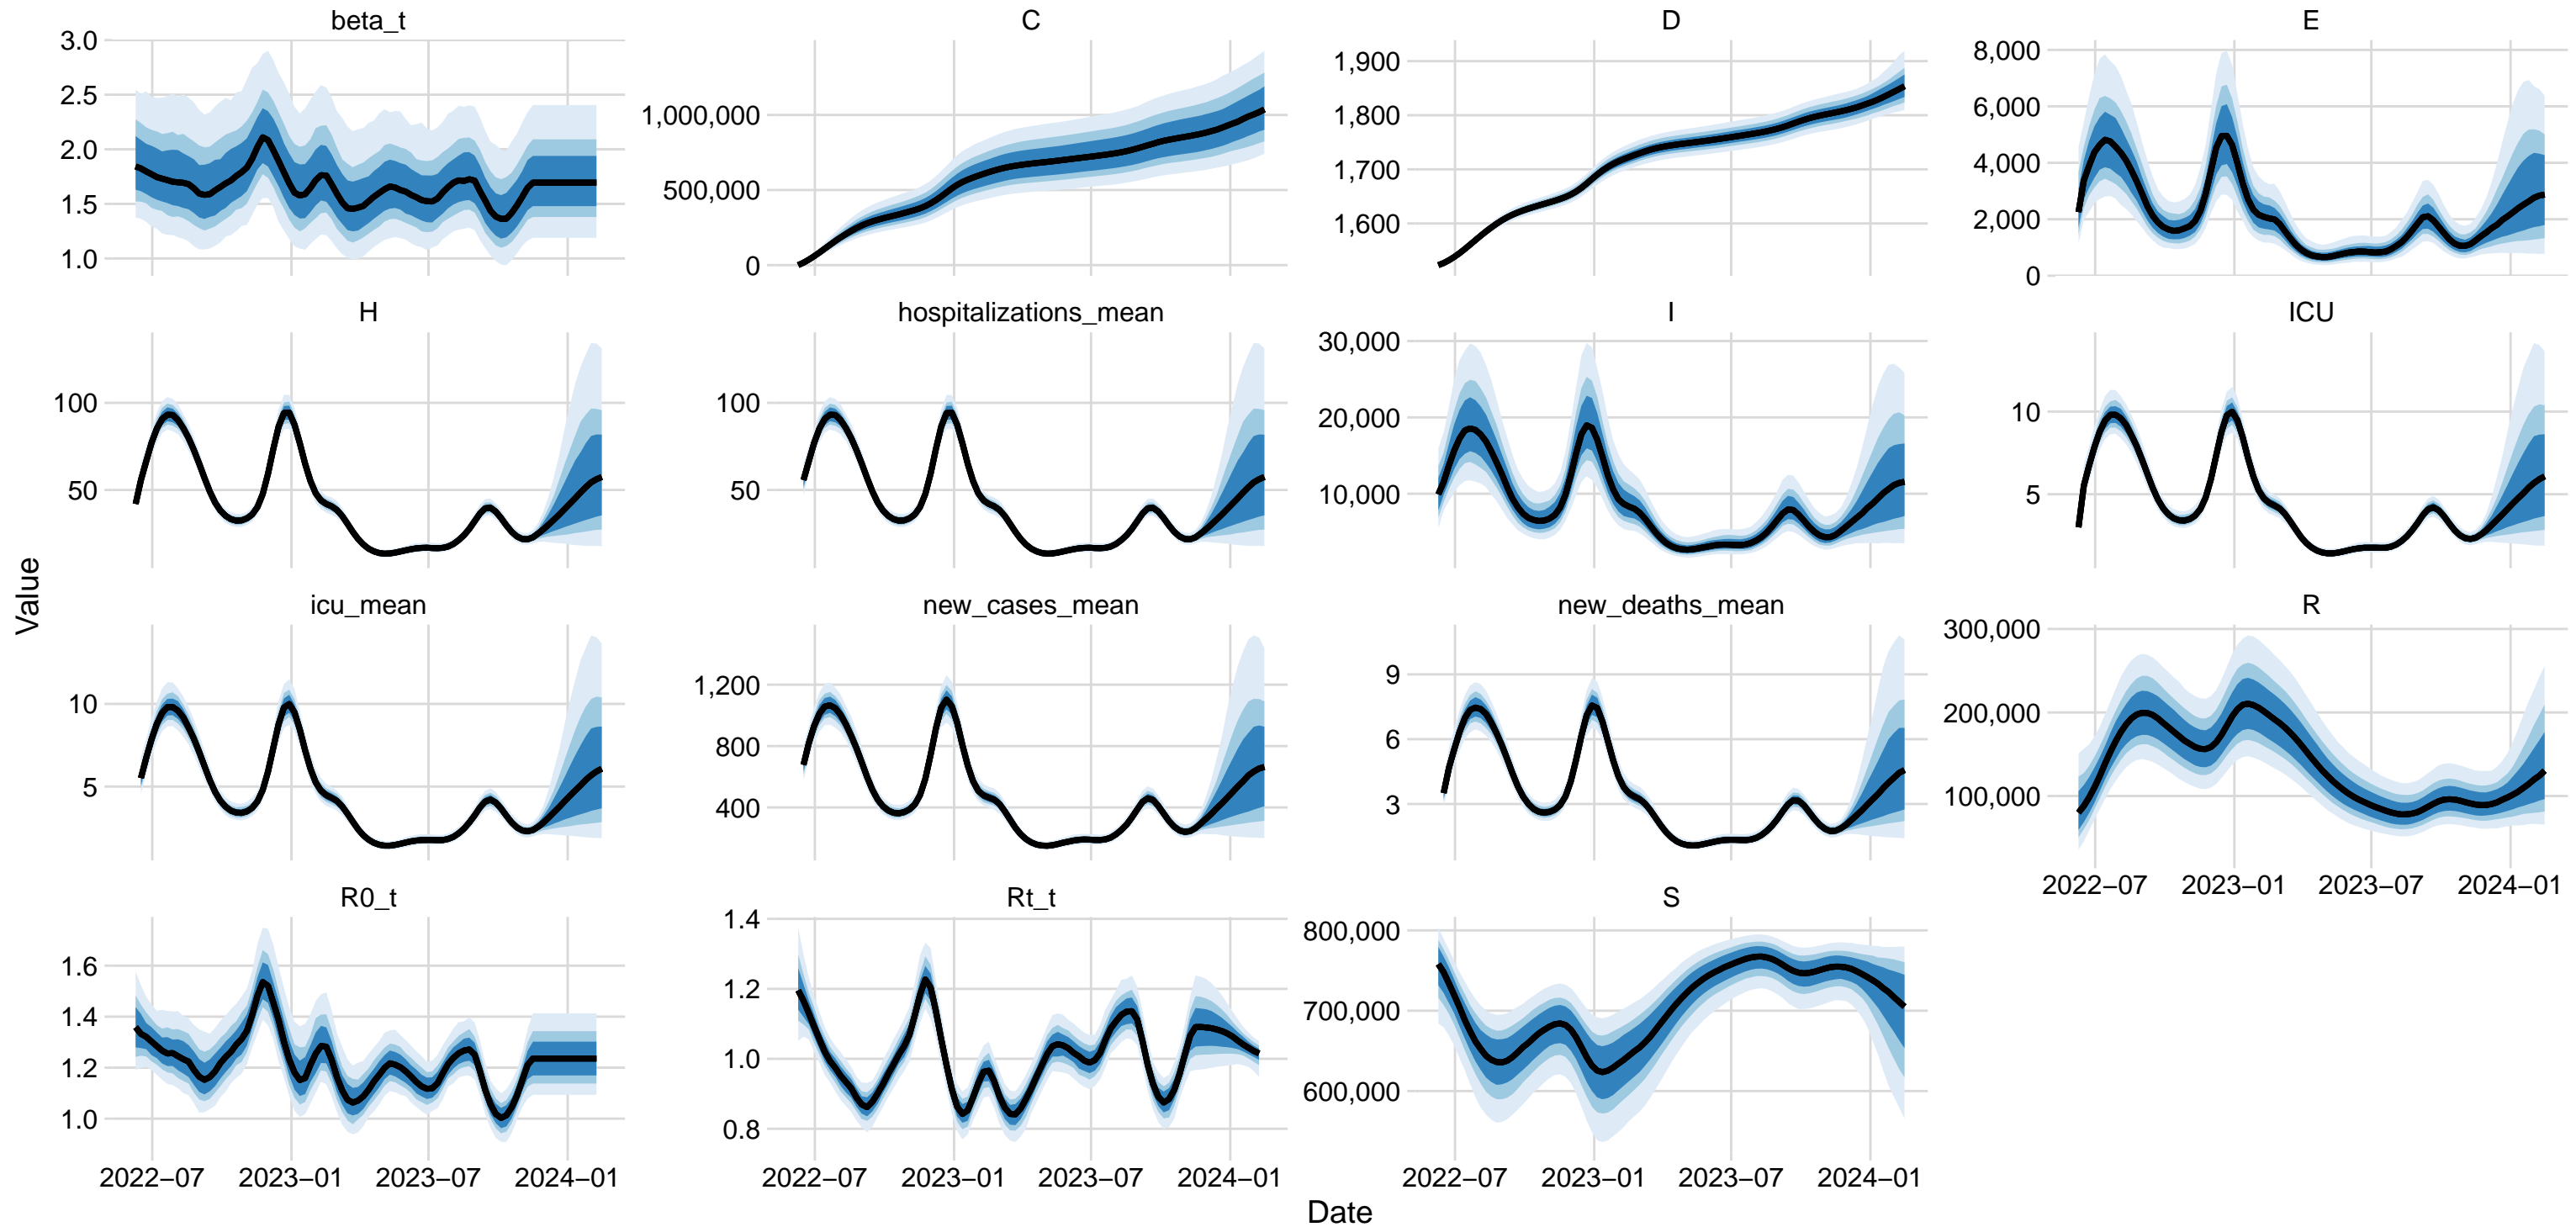 beta_t
C
D
E
3.0
2.5
2.0
1.5
1.0
1,000,000
500,000
0
1,900
1,800
1,700
1,600
8,000
6,000
4,000
2,000
0
H
hospitalizations_mean
I
ICU
100
50
100
50
30,000
20,000
10,000
10
5
icu_mean
new_cases_mean
new_deaths_mean
R
10
5
1,200
800
400
9
6
3
300,000
200,000
100,000
2022–07 2023–01 2023–07 2024–01
R0_t
Rt_t
S
1.6
1.4
1.2
1.0
1.4
1.2
1.0
0.8
800,000
700,000
600,000
2022–07 2023–01 2023–07 2024–01
2022–07 2023–01 2023–07 2024–01
2022–07 2023–01 2023–07 2024–01
Value
Date